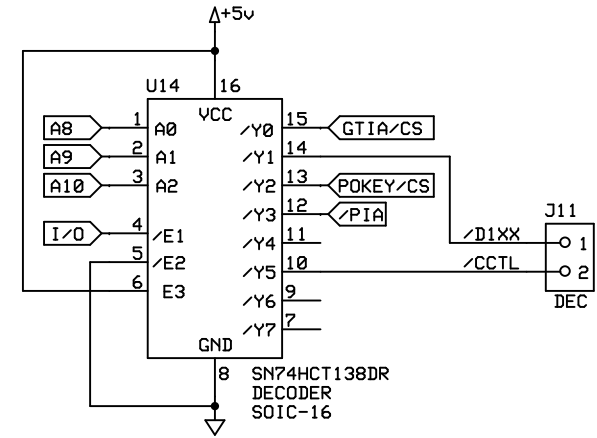 +5v
U14
16
VCC
A8
1
A0
/Y0
15
GTIA/CS
A9
2
A1
/Y1
14
A10
3
A2
/Y2
13
POKEY/CS
/Y3
12
/PIA
I/O
4
/E1
/Y4
11
5
/E2
/Y5
10
6
E3
/Y6
9
/Y7
7
J11
/D1XX
1
/CCTL
2
DEC
GND
8
SN74HCT138DR
DECODER
SOIC-16